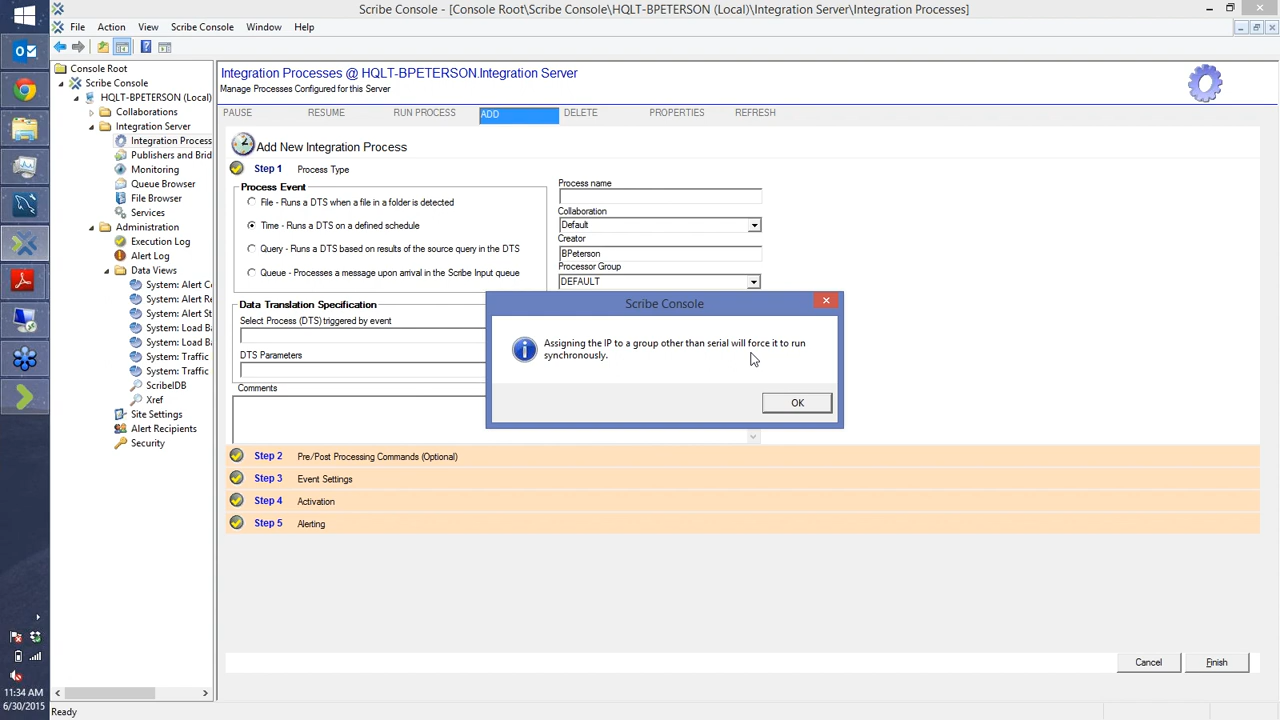 Scribe Console - [Console Root\Scribe Console\HQLT-BPETERSON (Local)\Integration Server\Integration Processes]
File Action View Scribe Console Window Help
Console Root
Scribe Console
HQLT-BPETERSON (Local)
Collaborations
Integration Server
Integration Process
Publishers and Brid
Monitoring
Queue Browser
File Browser
Services
Administration
Execution Log
Alert Log
Data Views
System: Alert C
System: Alert Re
System: Alert St
System: Load Ba
System: Load Ba
System: Traffic
System: Traffic
ScribeDB
Xref
Site Settings
Alert Recipients
Security
Integration Processes @ HQLT-BPETERSON.Integration Server
Manage Processes Configured for this Server
PAUSE RESUME RUN PROCESS ADD DELETE PROPERTIES REFRESH
Add New Integration Process
Step 1 Process Type
Process Event
File - Runs a DTS when a file in a folder is detected
Time - Runs a DTS on a defined schedule
Query - Runs a DTS based on results of the source query in the DTS
Queue - Processes a message upon arrival in the Scribe Input queue
Process name
Collaboration
Default
Creator
BPeterson
Processor Group
DEFAULT
Data Translation Specification
Select Process (DTS) triggered by event
DTS Parameters
Comments
Scribe Console
Assigning the IP to a group other than serial will force it to run
synchronously.
OK
Step 2 Pre/Post Processing Commands (Optional)
Step 3 Event Settings
Step 4 Activation
Step 5 Alerting
Cancel Finish
11:34 AM
6/30/2015
Ready